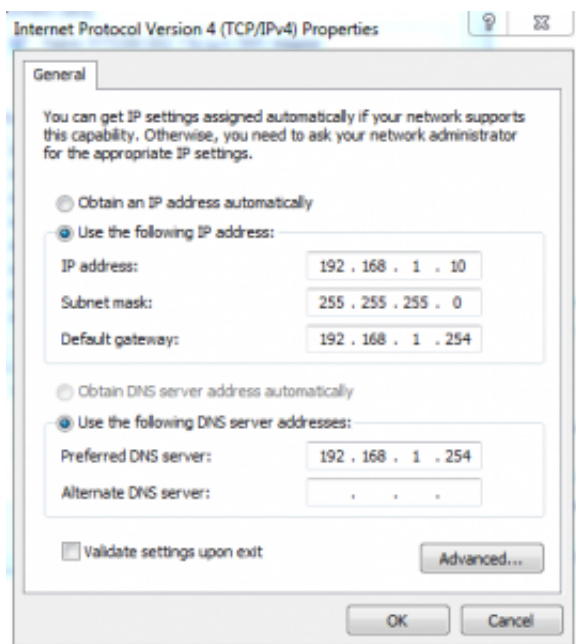 Internet Protocol Version 4 (TCP/IPv4) Properties
General
You can get IP settings assigned automatically if your network supports
this capability. Otherwise, you need to ask your network administrator
for the appropriate IP settings.
Obtain an IP address automatically
Use the following IP address:
IP address: 192 . 168 . 1 . 10
Subnet mask: 255 . 255 . 255 . 0
Default gateway: 192 . 168 . 1 . 254
Obtain DNS server address automatically
Use the following DNS server addresses:
Preferred DNS server: 192 . 168 . 1 . 254
Alternate DNS server: . . .
Validate settings upon exit
Advanced...
OK Cancel